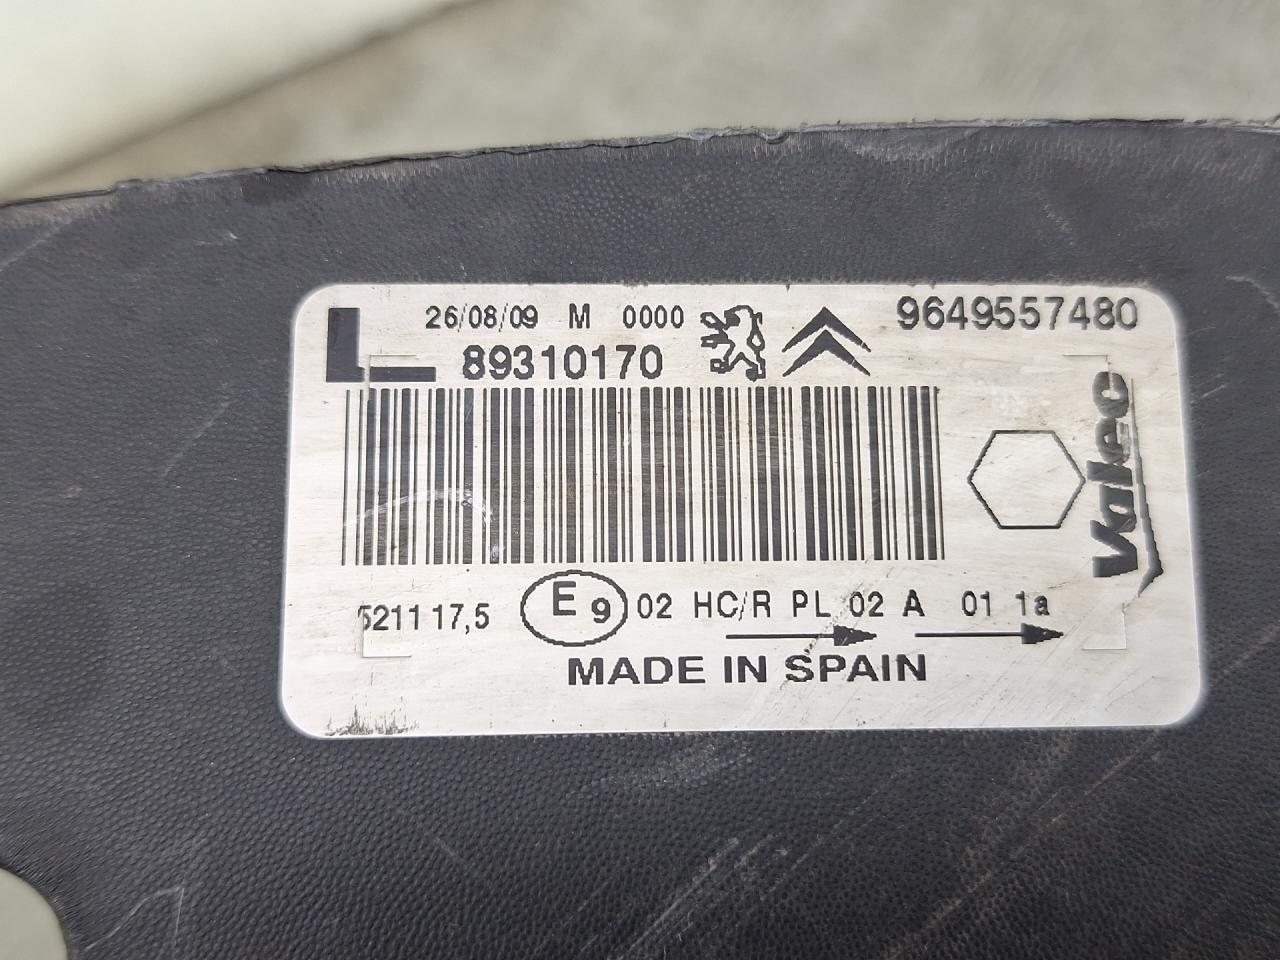 L 26/08/09 M 0000 9649557480
89310170
Valeo
5211 17,5 E 9 02 HC/R PL 02 A 01 1a
MADE IN SPAIN